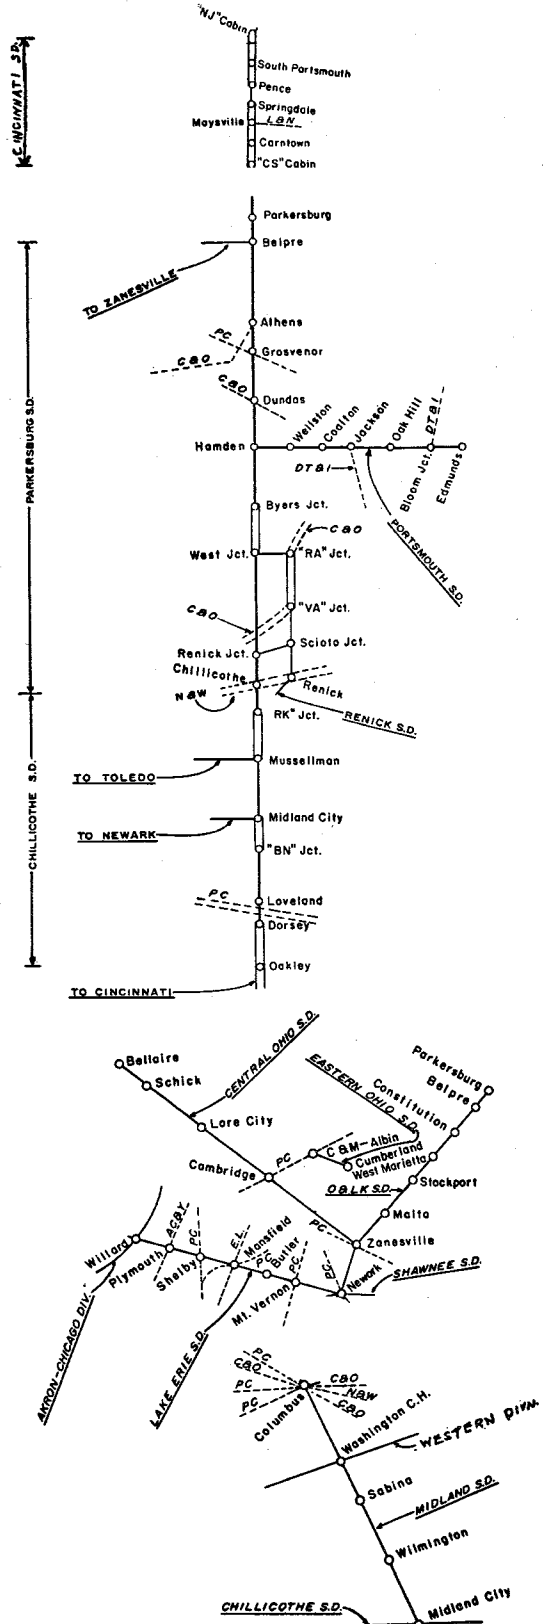 "NJ" Cabin
CINCINNATI S.D.
South Portsmouth
Pence
Springdale
Maysville
L&N
Carntown
"CS" Cabin
Parkersburg
Belpre
TO ZANESVILLE
Athens
PC
Grosvenor
C&O
C&O
Dundas
PARKERSBURG S.D.
Hamden
Wellston
Coalton
Jackson
Oak Hill
Bloom Jct.
DT&I
Edmunds
DT&I
PORTSMOUTH S.D.
Byers Jct.
C&O
West Jct.
"RA" Jct.
"VA" Jct.
C&O
Scioto Jct.
Renick Jct.
Chillicothe
N&W
Renick
RENICK S.D.
RK" Jct.
CHILLICOTHE S.D.
Mussellman
TO TOLEDO
Midland City
TO NEWARK
"BN" Jct.
PC
Loveland
Dorsey
Oakley
TO CINCINNATI
Bellaire
Schick
CENTRAL OHIO S.D.
Lore City
EASTERN OHIO S.D.
Parkersburg
Belpre
Constitution
PC
C & M-Albin
Cumberland
West Marietta
Cambridge
O&LK S.D.
Stockport
Malta
PC
Zanesville
Willard
AC&Y
Plymouth
PC
Shelby
E.L.
Mansfield
PC
Butler
PC
Mt. Vernon
PC
Newark
SHAWNEE S.D.
AKRON-CHICAGO DIV.
LAKE ERIE S.D.
PC
C&O
PC
PC
Columbus
C&O
N&W
C&O
Washington C.H.
WESTERN DIVN.
Sabina
MIDLAND S.D.
Wilmington
CHILLICOTHE S.D.
Midland City